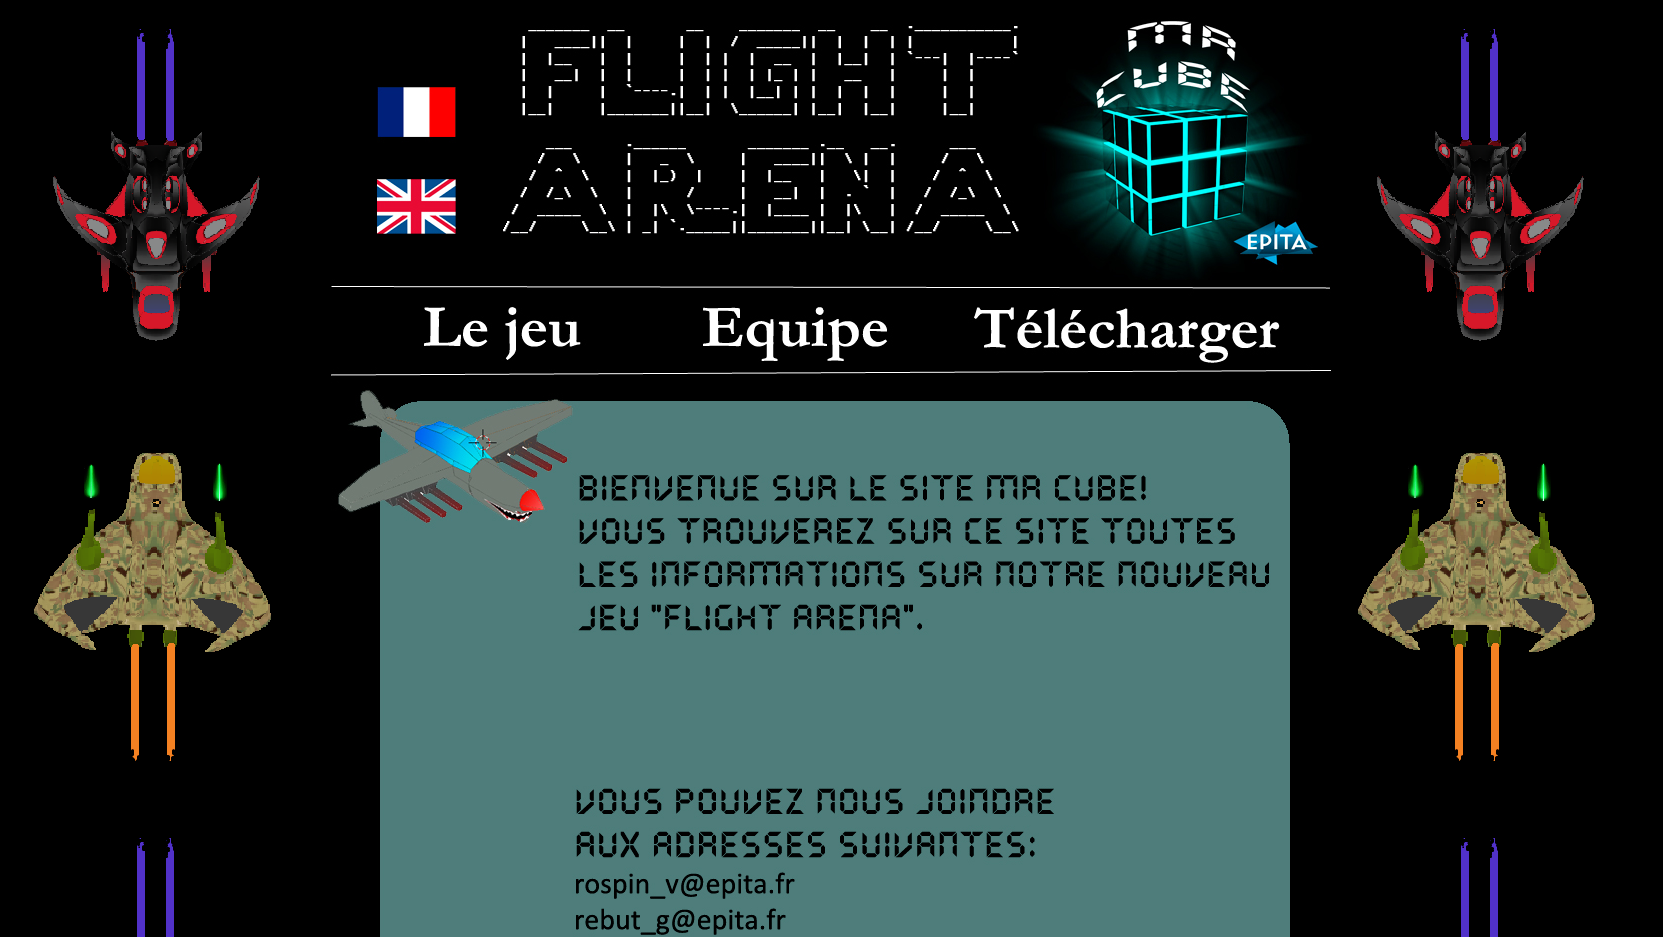 FLIGHT
ARENA
MR
CUBE
EPITA
Le jeu
Equipe
Télécharger
BIENVENUE SUR LE SITE MR CUBE!
VOUS TROUVEREZ SUR CE SITE TOUTES
LES INFORMATIONS SUR NOTRE NOUVEAU
JEU "FLIGHT ARENA".
VOUS POUVEZ NOUS JOINDRE
AUX ADRESSES SUIVANTES:
rospin_v@epita.fr
rebut_g@epita.fr